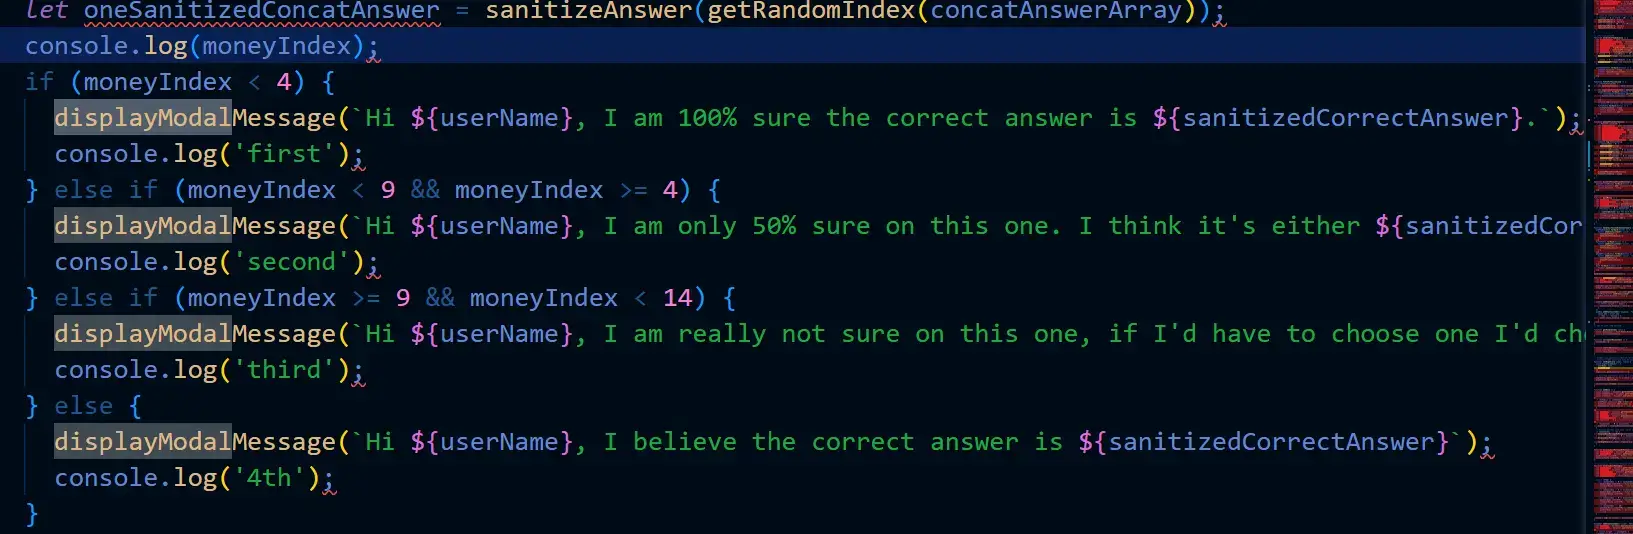 let oneSanitizedConcatAnswer = sanitizeAnswer(getRandomIndex(concatAnswerArray));
console.log(moneyIndex);
if (moneyIndex < 4) {
displayModalMessage(`Hi ${userName}, I am 100% sure the correct answer is ${sanitizedCorrectAnswer}.`);
console.log('first');
} else if (moneyIndex < 9 && moneyIndex >= 4) {
displayModalMessage(`Hi ${userName}, I am only 50% sure on this one. I think it's either ${sanitizedCor
console.log('second');
} else if (moneyIndex >= 9 && moneyIndex < 14) {
displayModalMessage(`Hi ${userName}, I am really not sure on this one, if I'd have to choose one I'd
console.log('third');
} else {
displayModalMessage(`Hi ${userName}, I believe the correct answer is ${sanitizedCorrectAnswer}`);
console.log('4th');
}